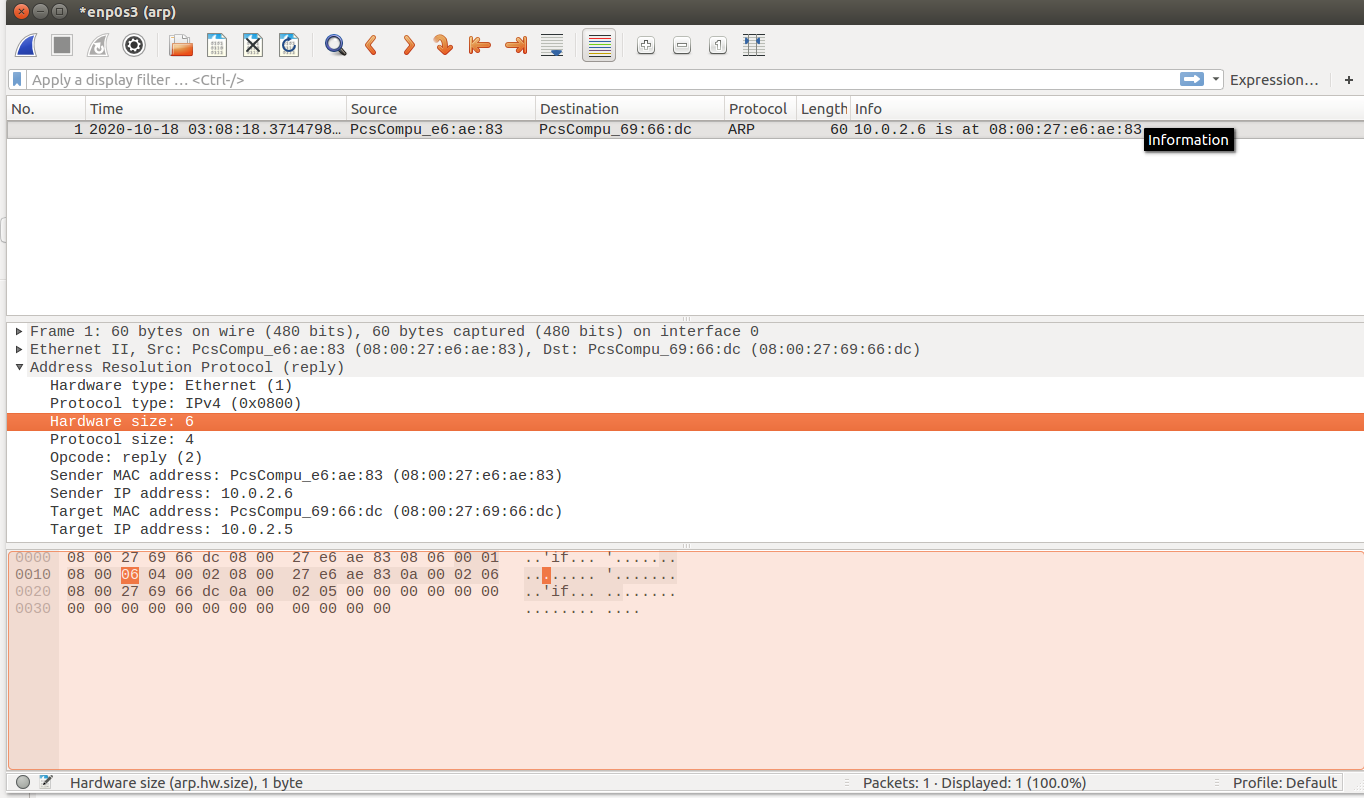 *enp0s3 (arp)
Apply a display filter … <Ctrl-/>
Expression…
+
No. Time Source Destination Protocol Length Info
1 2020-10-18 03:08:18.3714798… PcsCompu_e6:ae:83 PcsCompu_69:66:dc ARP 60 10.0.2.6 is at 08:00:27:e6:ae:83
Information
Frame 1: 60 bytes on wire (480 bits), 60 bytes captured (480 bits) on interface 0
Ethernet II, Src: PcsCompu_e6:ae:83 (08:00:27:e6:ae:83), Dst: PcsCompu_69:66:dc (08:00:27:69:66:dc)
Address Resolution Protocol (reply)
Hardware type: Ethernet (1)
Protocol type: IPv4 (0x0800)
Hardware size: 6
Protocol size: 4
Opcode: reply (2)
Sender MAC address: PcsCompu_e6:ae:83 (08:00:27:e6:ae:83)
Sender IP address: 10.0.2.6
Target MAC address: PcsCompu_69:66:dc (08:00:27:69:66:dc)
Target IP address: 10.0.2.5
0000 08 00 27 69 66 dc 08 00 27 e6 ae 83 08 06 00 01 ..'if... '.......
0010 08 00 06 04 00 02 08 00 27 e6 ae 83 0a 00 02 06 ........ '.......
0020 08 00 27 69 66 dc 0a 00 02 05 00 00 00 00 00 00 ..'if... ........
0030 00 00 00 00 00 00 00 00 00 00 00 00 ........ ....
Hardware size (arp.hw.size), 1 byte
Packets: 1 · Displayed: 1 (100.0%)
Profile: Default